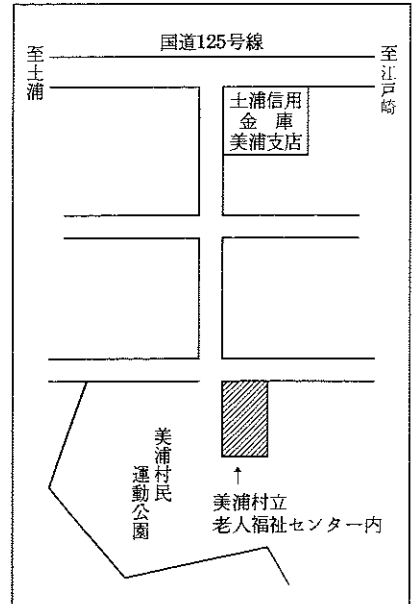 国道125号線
至土浦
至江戸崎
土浦信用
金庫
美浦支店
美浦村民
運動公園
↑
美浦村立
老人福祉センター内